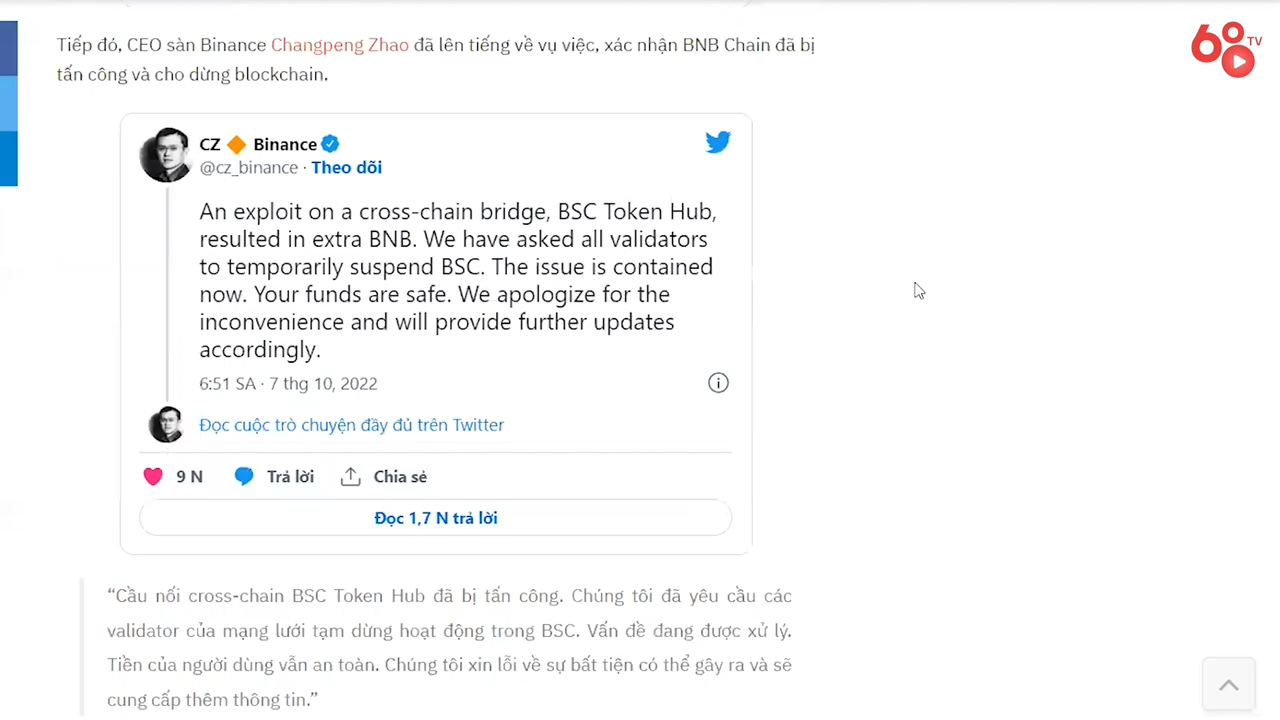 Tiếp đó, CEO sàn Binance Changpeng Zhao đã lên tiếng về vụ việc, xác nhận BNB Chain đã bị
tấn công và cho dừng blockchain.
60 TV
CZ 🔶 Binance
@cz_binance · Theo dõi
An exploit on a cross-chain bridge, BSC Token Hub,
resulted in extra BNB. We have asked all validators
to temporarily suspend BSC. The issue is contained
now. Your funds are safe. We apologize for the
inconvenience and will provide further updates
accordingly.
6:51 SA · 7 thg 10, 2022
Đọc cuộc trò chuyện đầy đủ trên Twitter
9 N Trả lời Chia sẻ
Đọc 1,7 N trả lời
“Cầu nối cross-chain BSC Token Hub đã bị tấn công. Chúng tôi đã yêu cầu các
validator của mạng lưới tạm dừng hoạt động trong BSC. Vấn đề đang được xử lý.
Tiền của người dùng vẫn an toàn. Chúng tôi xin lỗi về sự bất tiện có thể gây ra và sẽ
cung cấp thêm thông tin.”